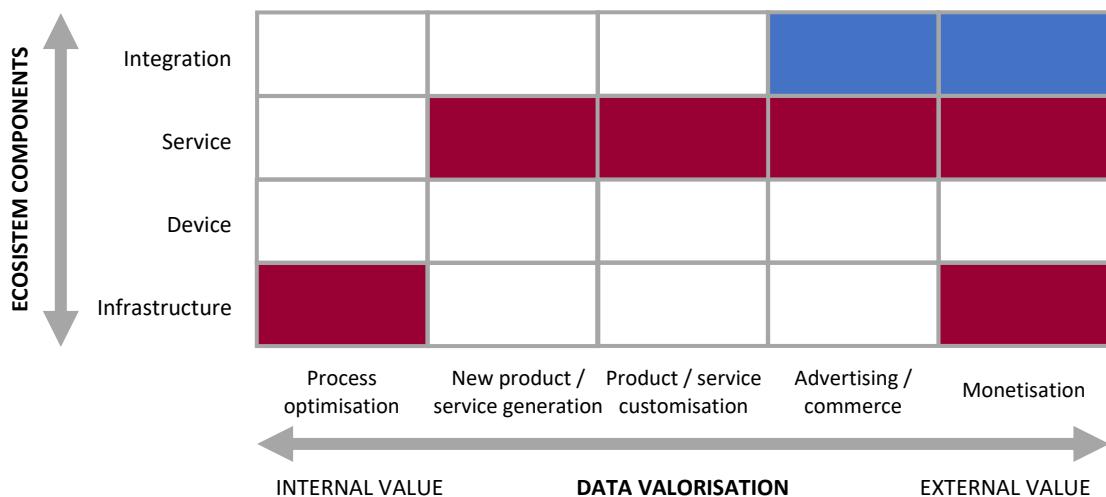 ECOSISTEM COMPONENTS
Integration
Service
Device
Infrastructure
Process
optimisation
New product /
service generation
Product / service
customisation
Advertising /
commerce
Monetisation
INTERNAL VALUE
DATA VALORISATION
EXTERNAL VALUE